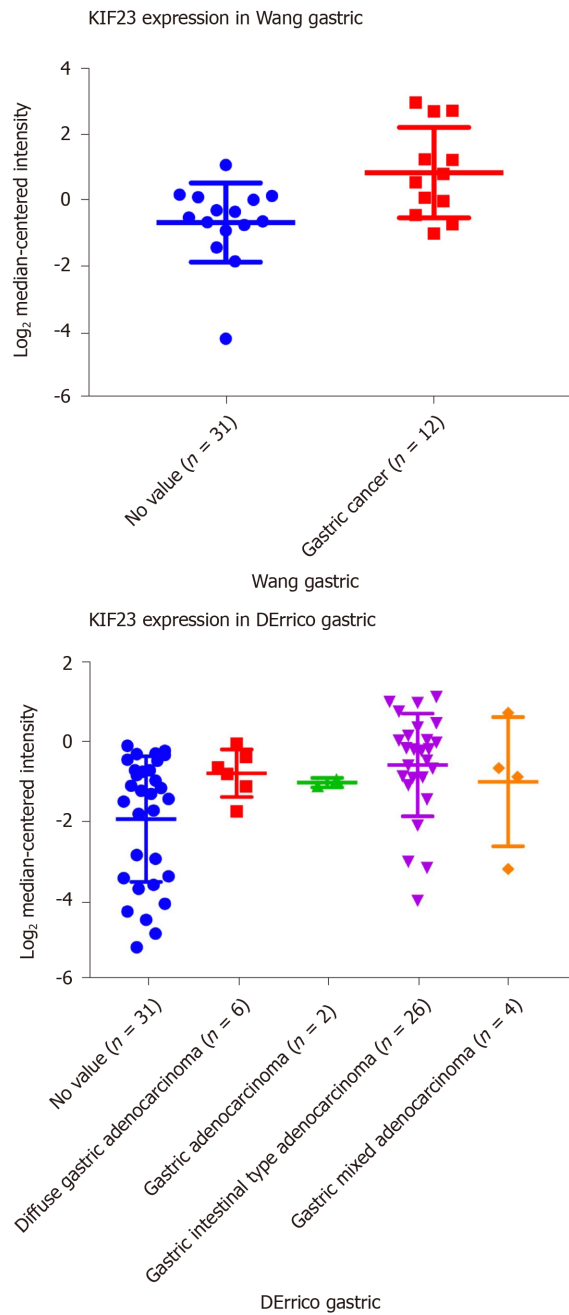 KIF23 expression in Wang gastric
Log₂ median-centered intensity
4
2
0
-2
-4
-6
No value (n = 31)
Gastric cancer (n = 12)
Wang gastric
KIF23 expression in DErrico gastric
Log₂ median-centered intensity
2
0
-2
-4
-6
No value (n = 31)
Diffuse gastric adenocarcinoma (n = 6)
Gastric adenocarcinoma (n = 2)
Gastric intestinal type adenocarcinoma (n = 26)
Gastric mixed adenocarcinoma (n = 4)
DErrico gastric